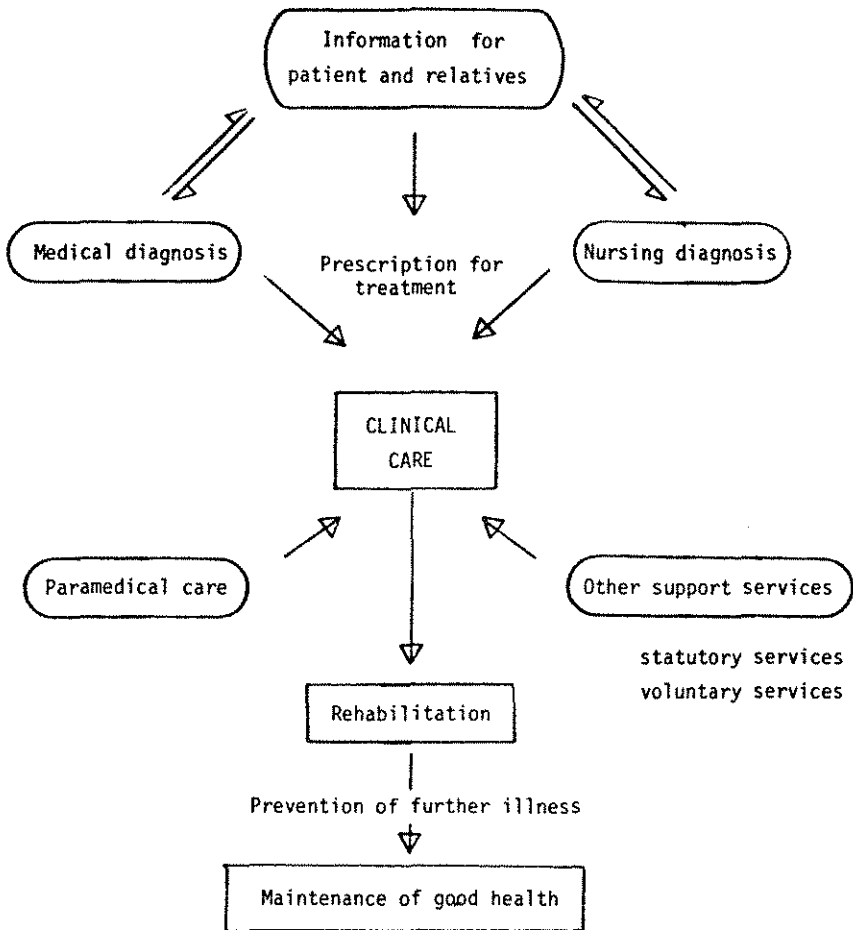 Information for
patient and relatives
Medical diagnosis
Nursing diagnosis
Prescription for
treatment
CLINICAL
CARE
Paramedical care
Other support services
statutory services
voluntary services
Rehabilitation
Prevention of further illness
Maintenance of good health